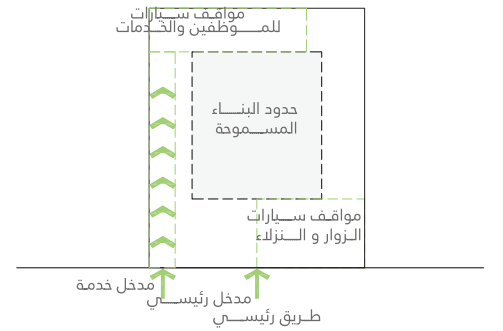 مواقف سيارات
للموظفين والخدمات
حدود البناء
المسموحة
مواقف سيارات
الزوار و النزلاء
مدخل خدمة
مدخل رئيسي
طريق رئيسي